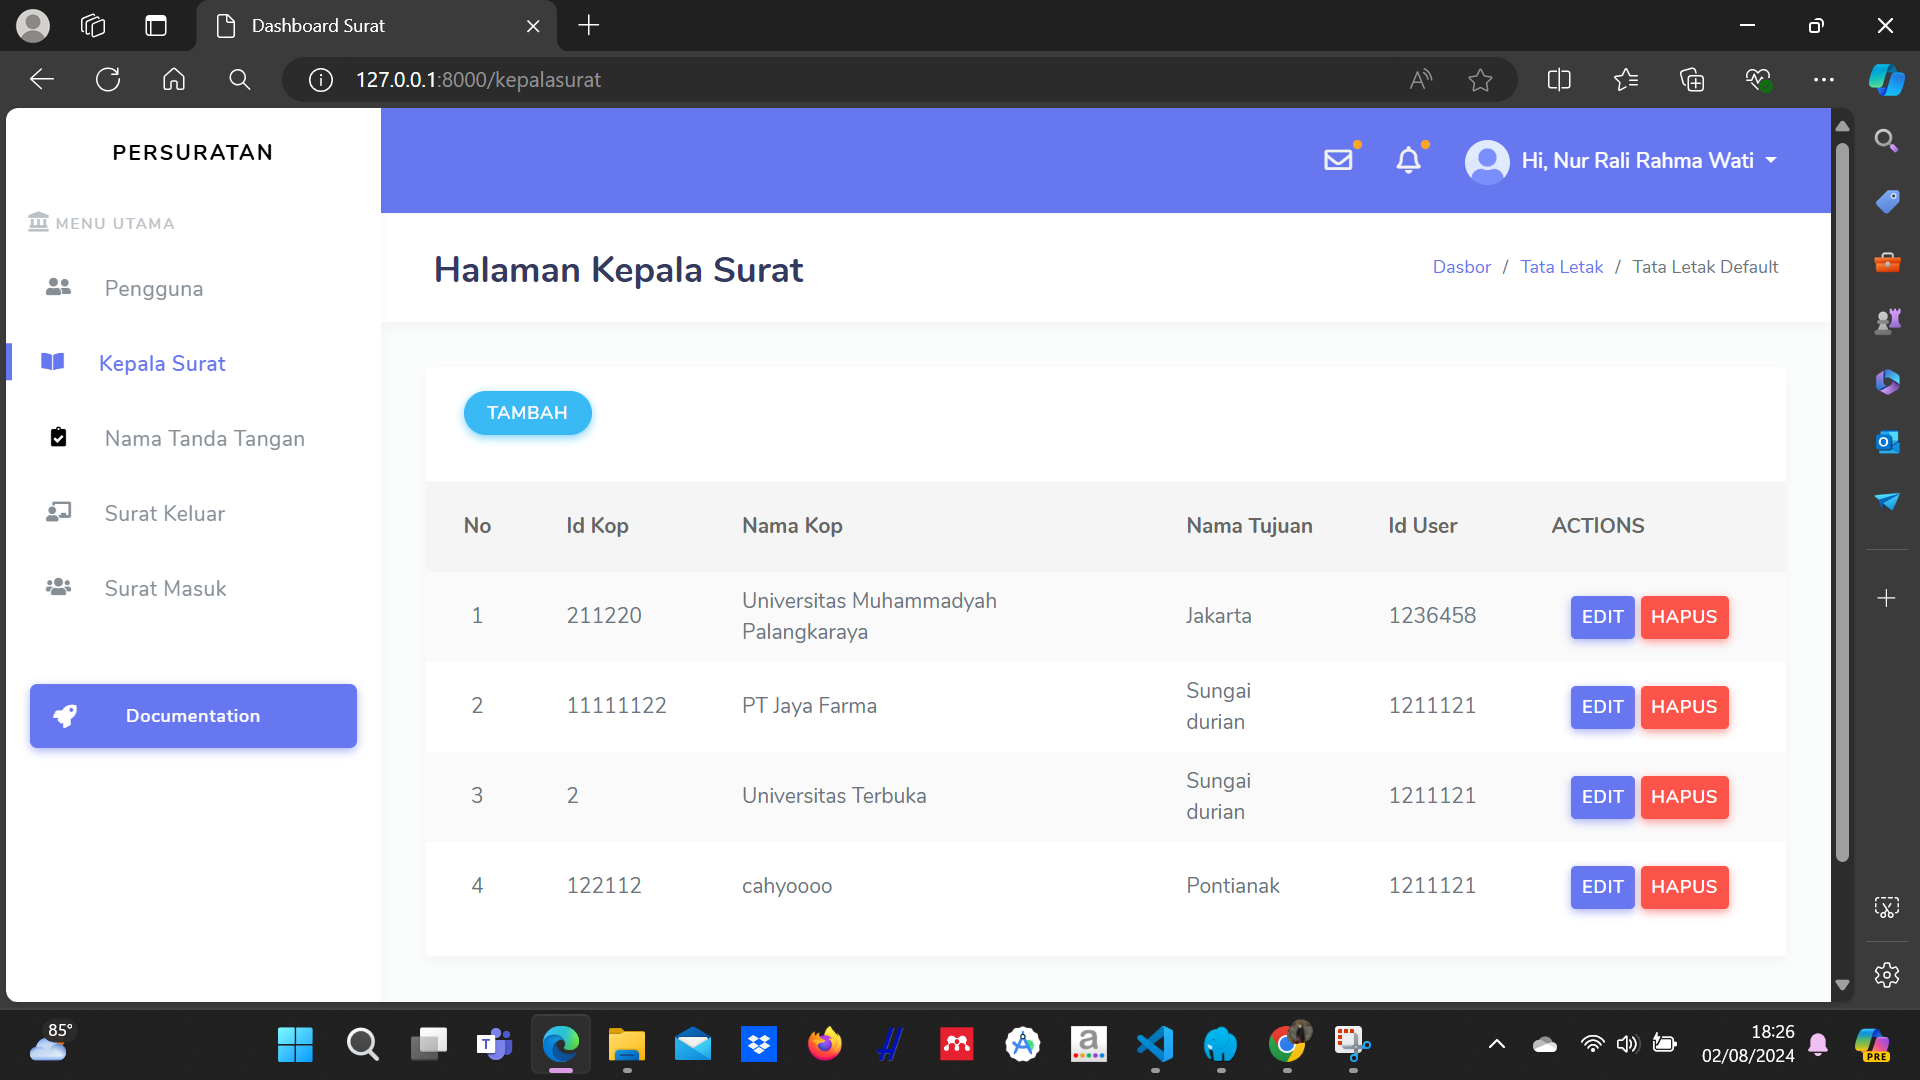 Dashboard Surat
127.0.0.1:8000/kepalasurat
PERSURATAN
Hi, Nur Rali Rahma Wati
MENU UTAMA
Pengguna
Kepala Surat
Nama Tanda Tangan
Surat Keluar
Surat Masuk
Documentation
Halaman Kepala Surat
Dasbor / Tata Letak / Tata Letak Default
TAMBAH
No Id Kop Nama Kop Nama Tujuan Id User ACTIONS
1 211220 Universitas Muhammadyah Palangkaraya Jakarta 1236458 EDIT HAPUS
2 11111122 PT Jaya Farma Sungai durian 1211121 EDIT HAPUS
3 2 Universitas Terbuka Sungai durian 1211121 EDIT HAPUS
4 122112 cahyoooo Pontianak 1211121 EDIT HAPUS
85°
18:26
02/08/2024
PRE